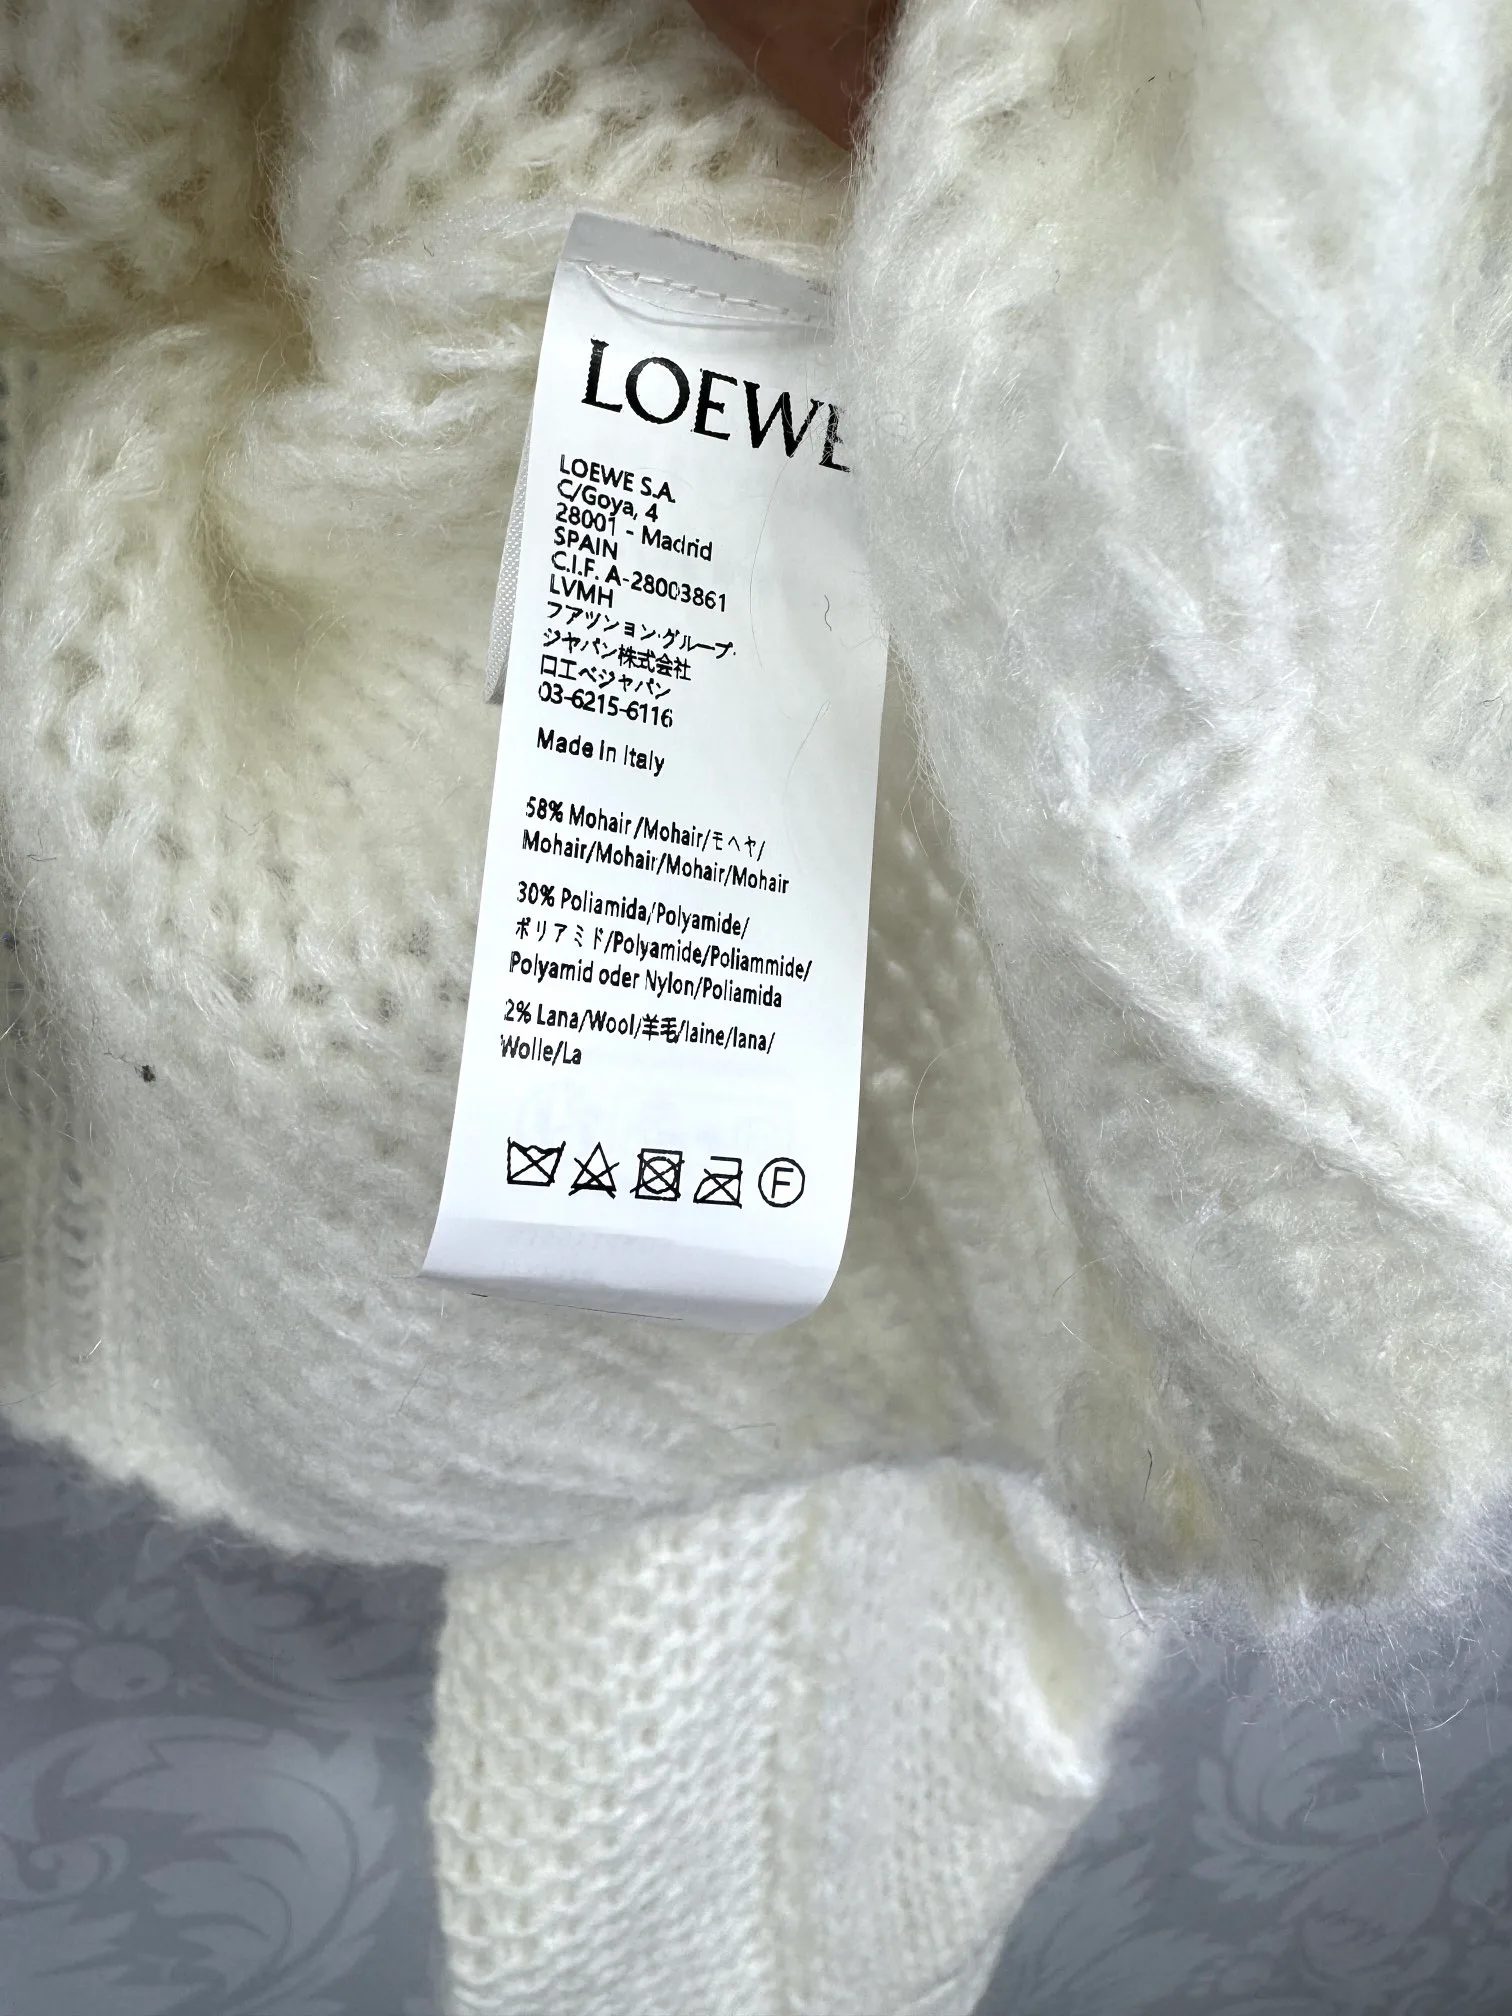 LOEWE
LOEWE S.A.
C/Goya, 4
28001 - Madrid
SPAIN
C.I.F. A-28003861
LVMH
フアツション·グループ·
ジヤパン株式会社
口エベジャパン
03-6215-6116
Made in Italy
58% Mohair /Mohair/モヘヤ/
Mohair/Mohair/Mohair/Mohair
30% Poliamida/Polyamide/
ポリアミド/Polyamide/Poliammide/
Polyamid oder Nylon/Poliamida
2% Lana/Wool/羊毛/laine/lana/
Wolle/La
F